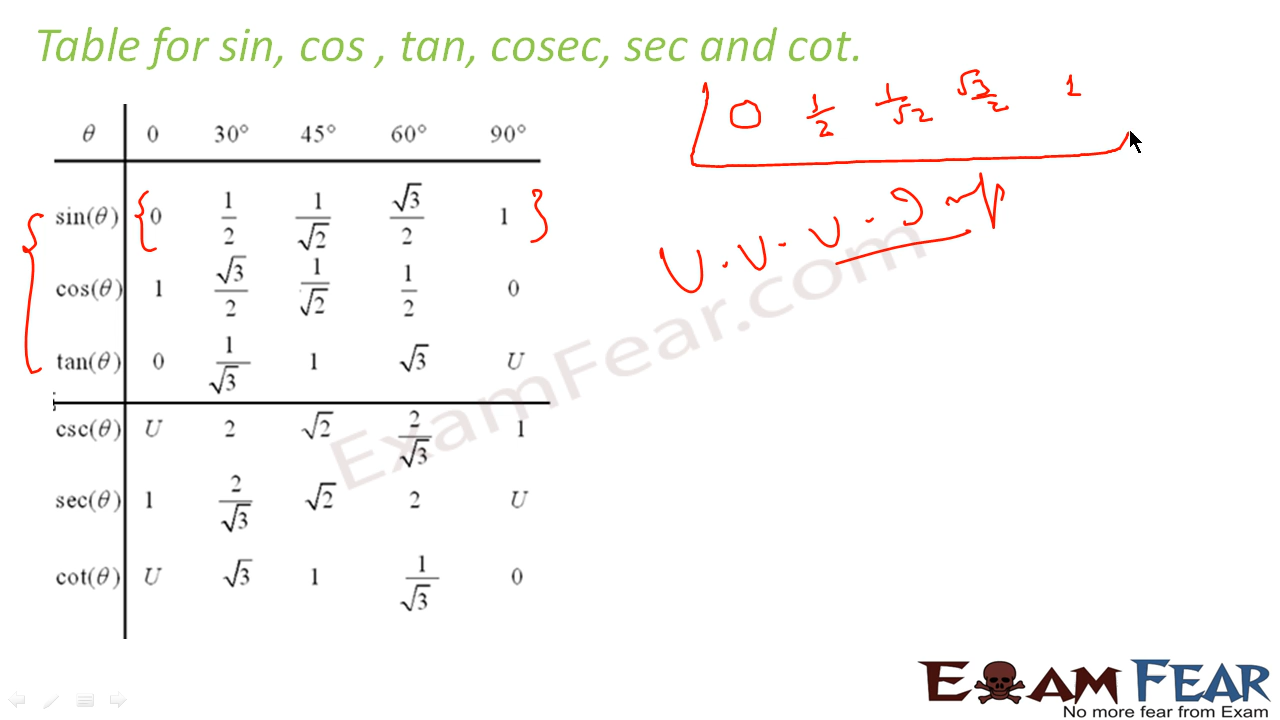 Table for sin, cos , tan, cosec, sec and cot.
0 1/2 1/√2 √3/2 1
V.V.V. Imp
θ 0 30° 45° 60° 90°
sin(θ) 0 1/2 1/√2 √3/2 1
cos(θ) 1 √3/2 1/√2 1/2 0
tan(θ) 0 1/√3 1 √3 U
csc(θ) U 2 √2 2/√3 1
sec(θ) 1 2/√3 √2 2 U
cot(θ) U √3 1 1/√3 0
ExamFear.com
EXAM FEAR
No more fear from Exam